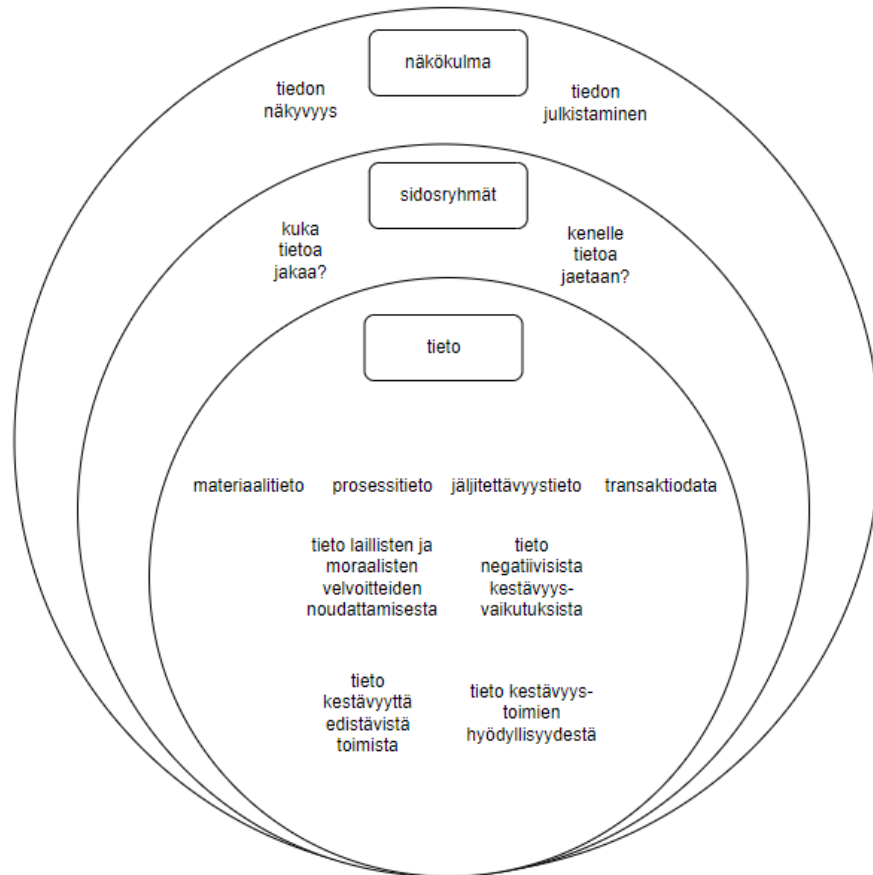 näkökulma
tiedon
näkyvyys
tiedon
julkistaminen
sidosryhmät
kuka
tietoa
jakaa?
kenelle
tietoa
jaetaan?
tieto
materiaalitieto
prosessitieto
jäljitettävyystieto
transaktiodata
tieto laillisten ja
moraalisten
velvoitteiden
noudattamisesta
tieto
negatiivisista
kestävyys-
vaikutuksista
tieto
kestävyyttä
edistävistä
toimista
tieto kestävyys-
toimien
hyödyllisyydestä